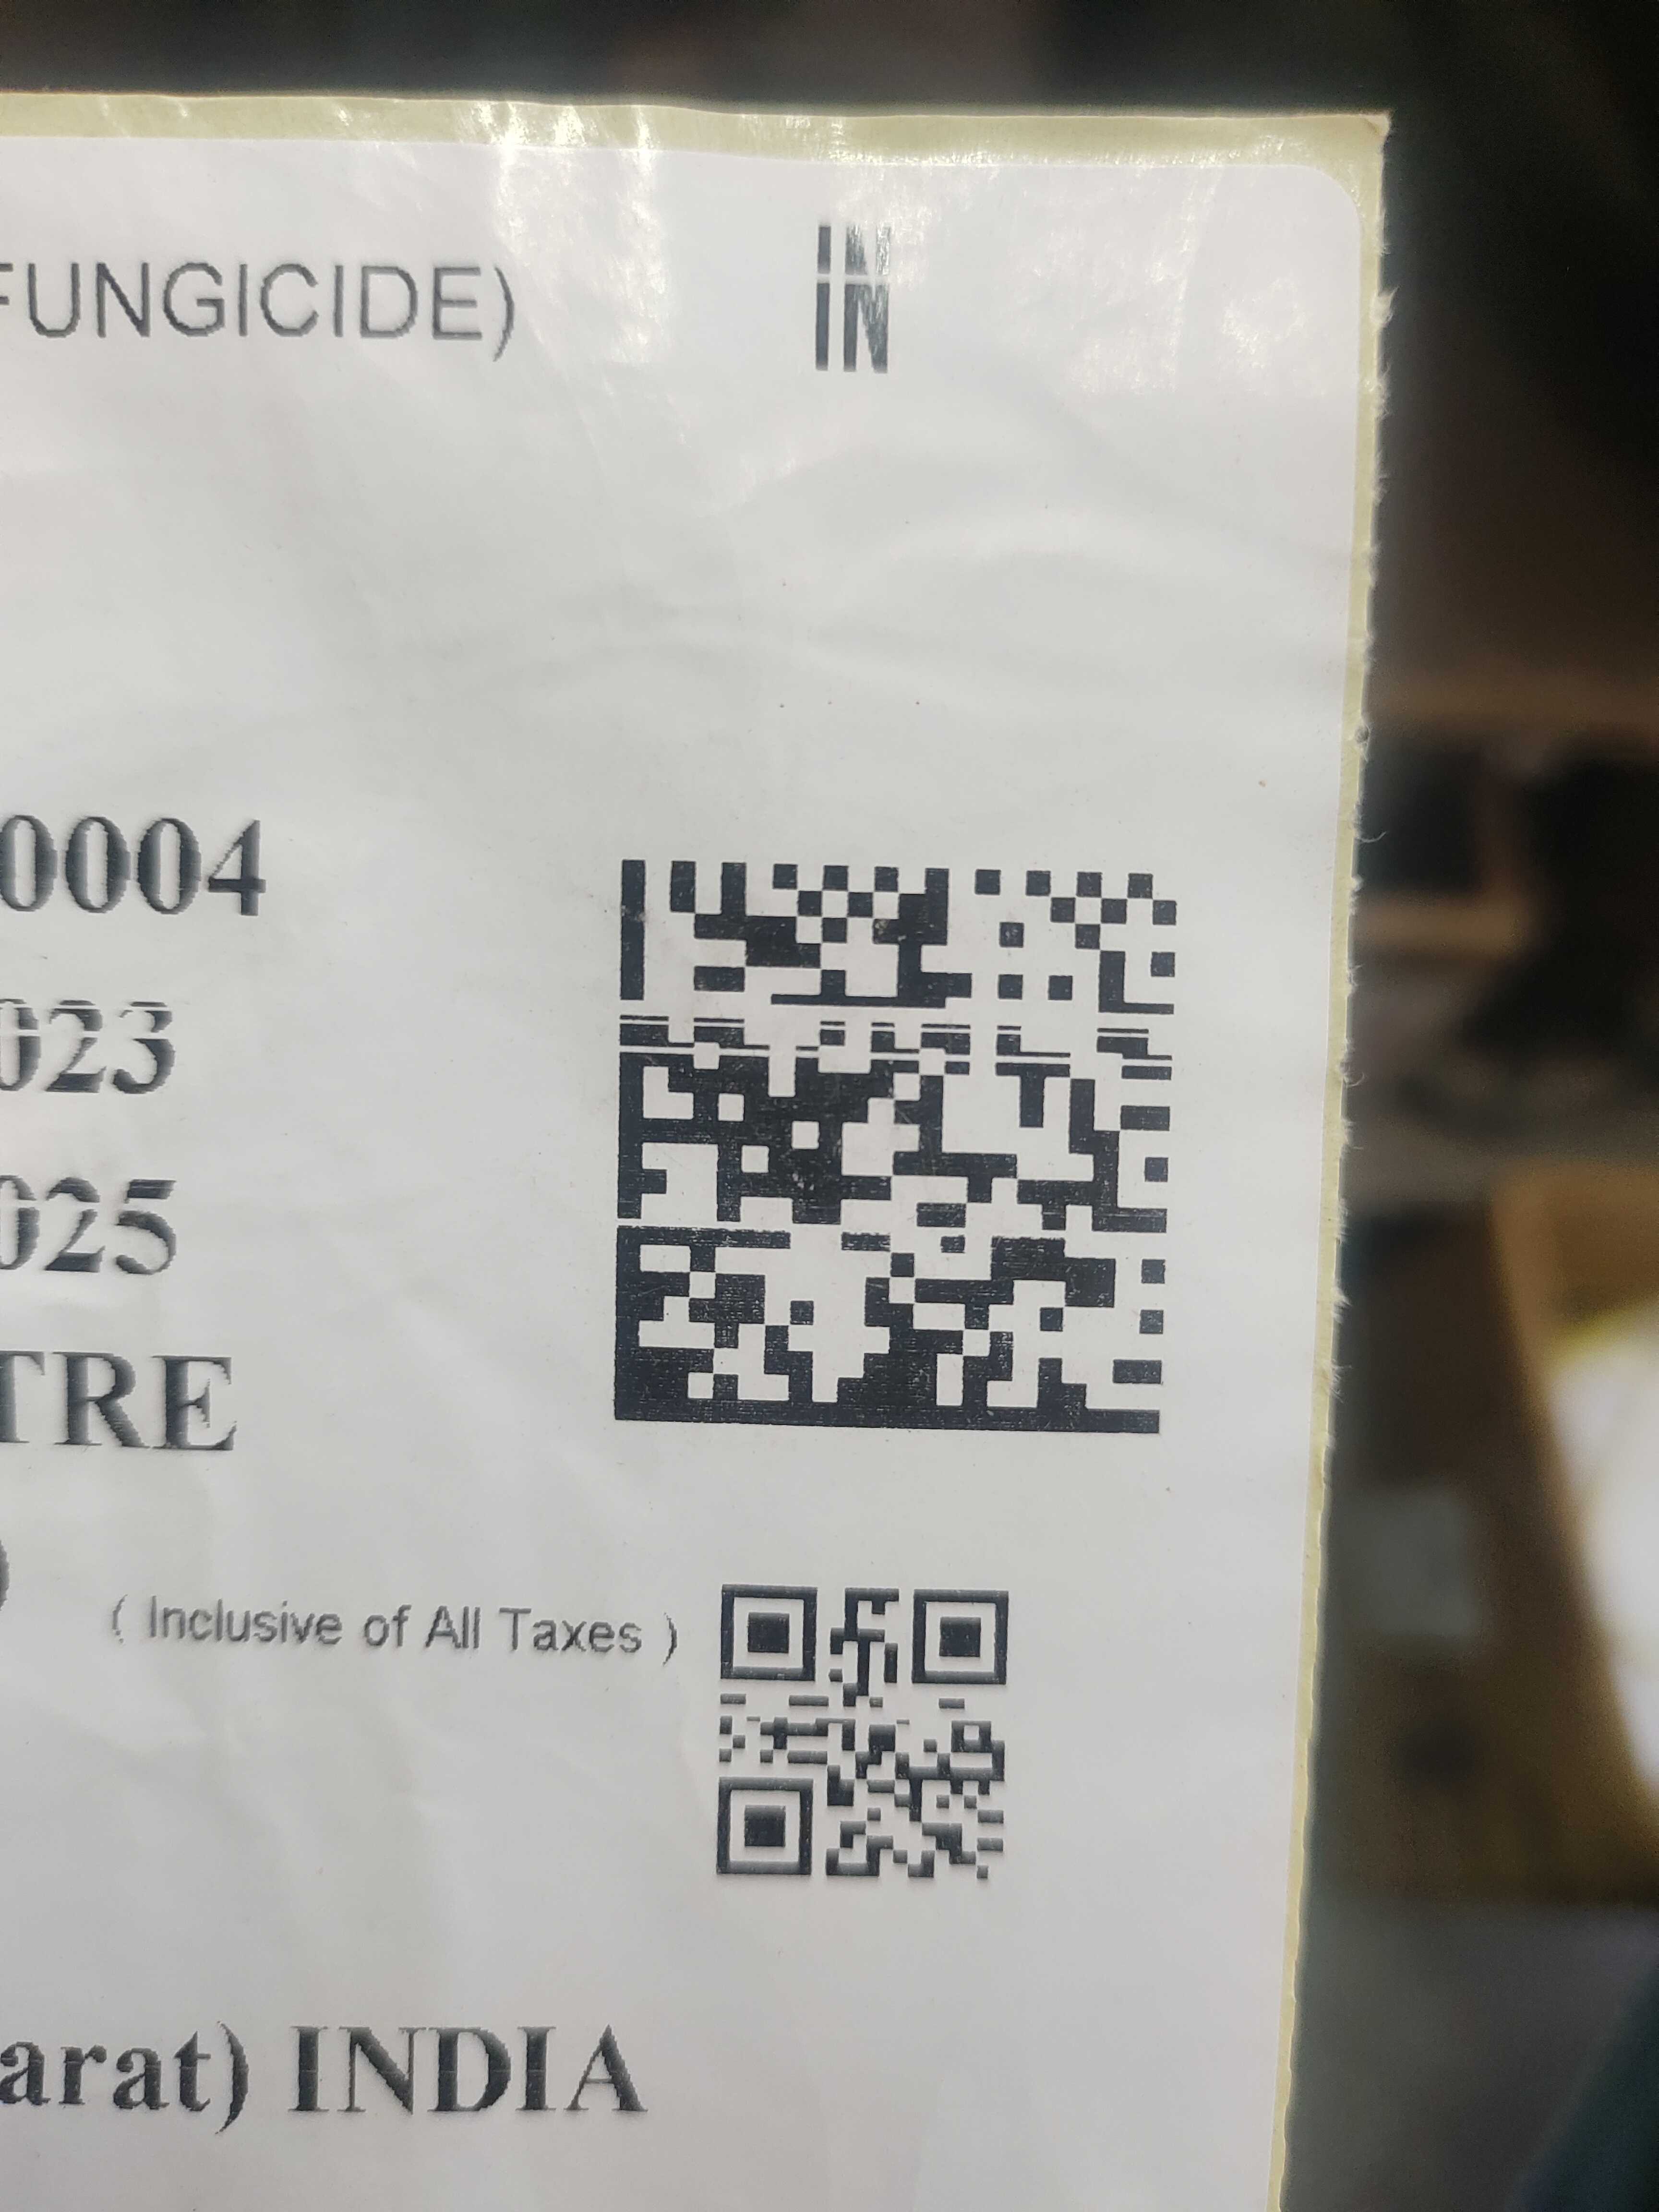 FUNGICIDE)
IN
0004
023
025
TRE
)
( Inclusive of All Taxes )
arat) INDIA